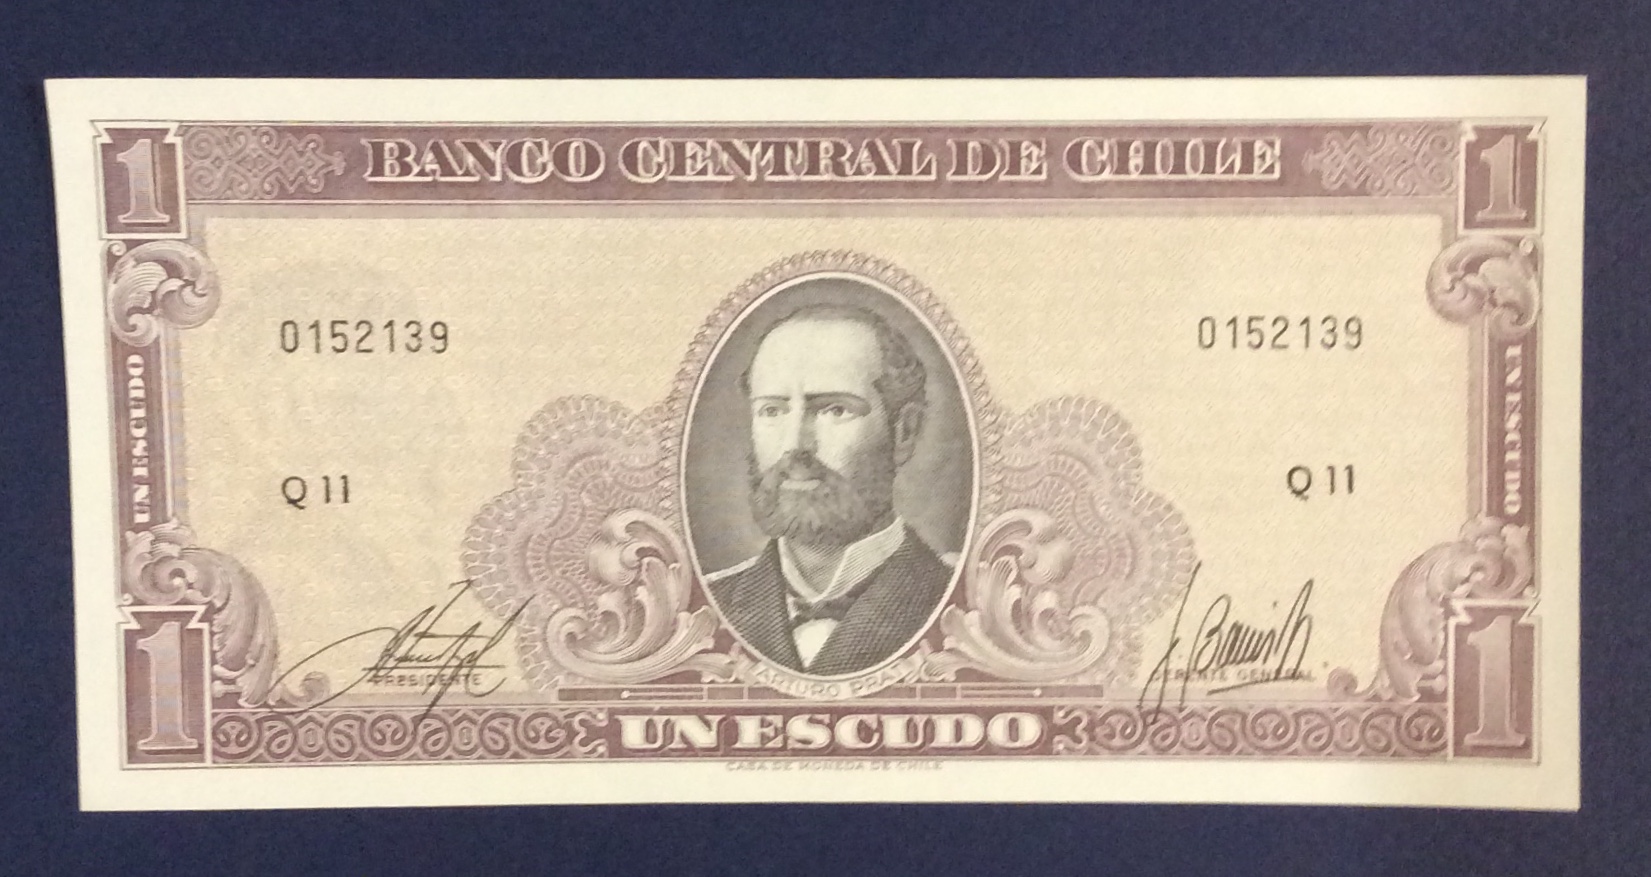 1 BANCO CENTRAL DE CHILE 1
0152139 0152139
UN ESCUDO UN ESCUDO
Q 11 Q 11
PRESIDENTE GERENTE GENERAL
ARTURO PRAT
1 UN ESCUDO 1
CASA DE MONEDA DE CHILE